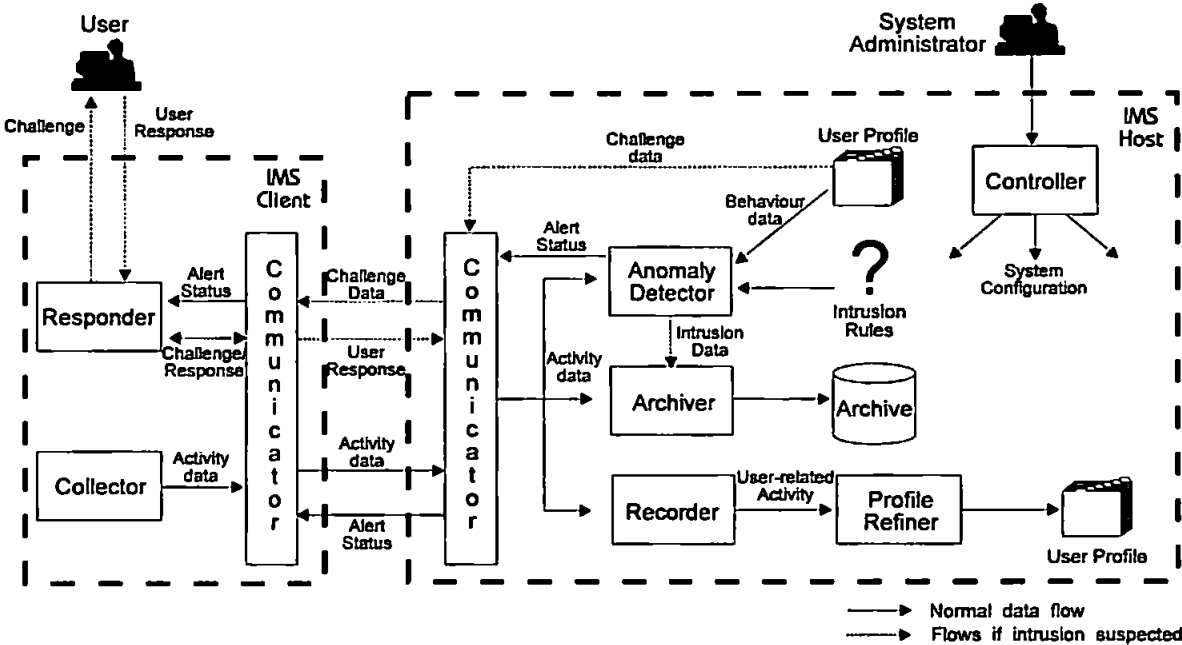 User
System
Administrator
Challenge
User
Response
IMS
Client
IMS
Host
Challenge
data
User Profile
Controller
Behaviour
data
System
Configuration
Alert
Status
Anomaly
Detector
?
Intrusion
Rules
Intrusion
Data
Responder
Alert
Status
Challenge/
Response
Communicator
Challenge
Data
User
Response
Communicator
Activity
data
Archiver
Archive
Collector
Activity
data
Activity
data
Alert
Status
Recorder
User-related
Activity
Profile
Refiner
User Profile
Normal data flow
Flows if intrusion suspected